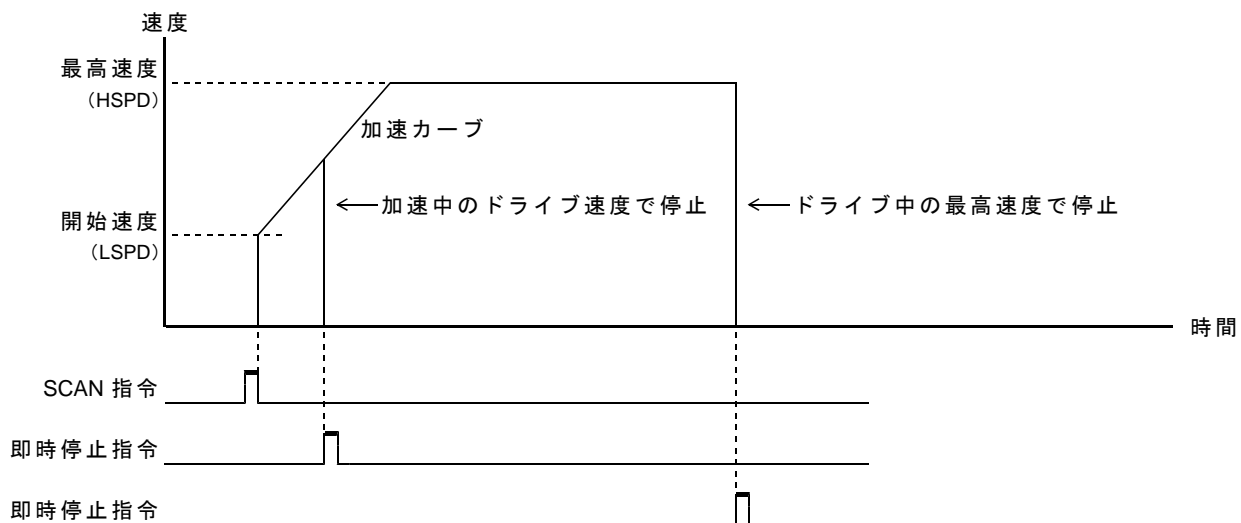 速度
最高速度
（HSPD）
加速カーブ
←加速中のドライブ速度で停止
←ドライブ中の最高速度で停止
開始速度
（LSPD）
時間
SCAN 指令
即時停止指令
即時停止指令